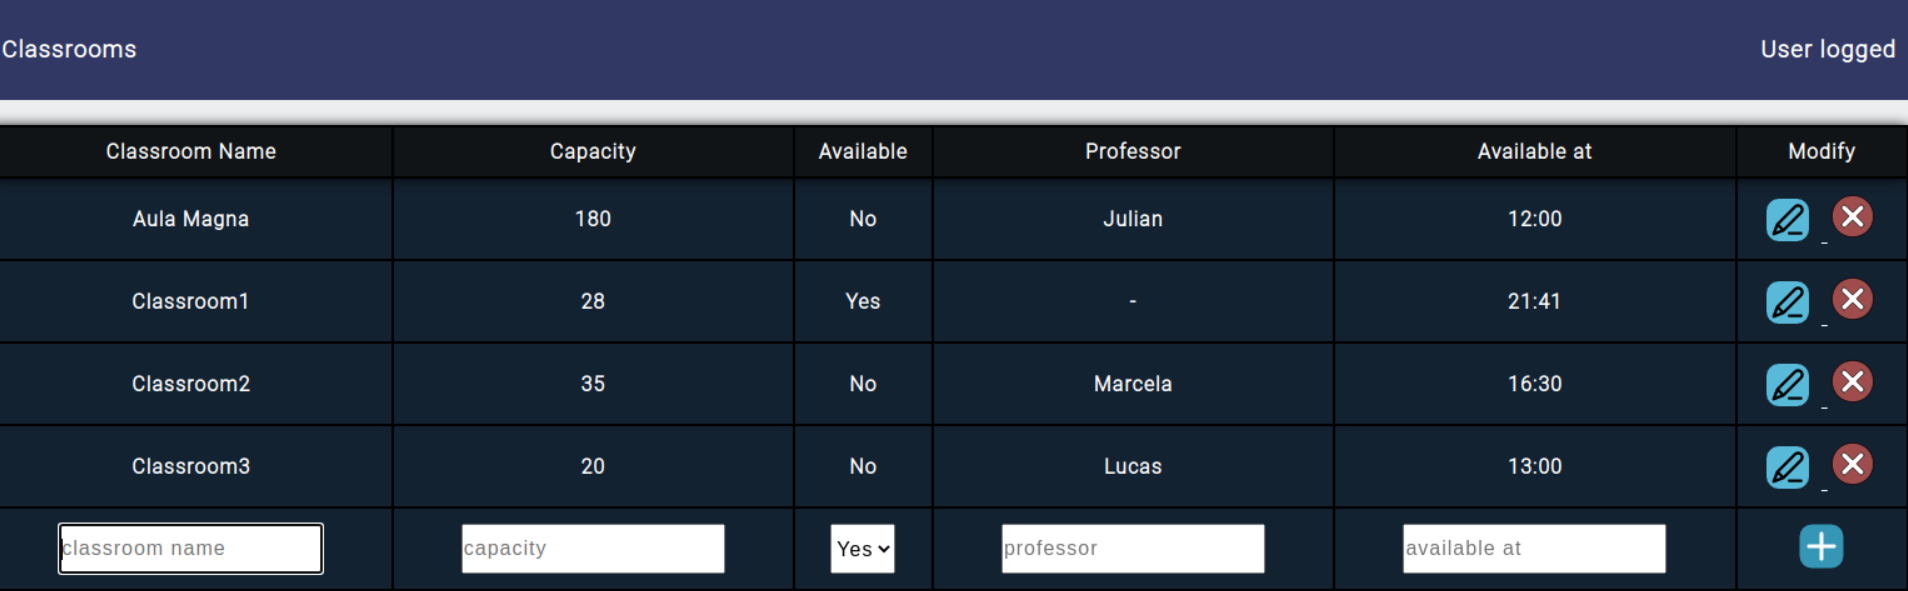 Classrooms User logged
Classroom Name Capacity Available Professor Available at Modify
Aula Magna 180 No Julian 12:00
Classroom1 28 Yes - 21:41
Classroom2 35 No Marcela 16:30
Classroom3 20 No Lucas 13:00
classroom name capacity Yes professor available at